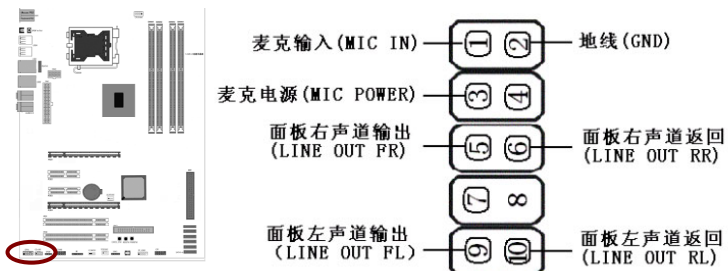 麦克输入(MIC IN)
1
2
地线(GND)
麦克电源(MIC POWER)
3
4
面板右声道输出
(LINE OUT FR)
5
6
面板右声道返回
(LINE OUT RR)
7
8
面板左声道输出
(LINE OUT FL)
9
10
面板左声道返回
(LINE OUT RL)